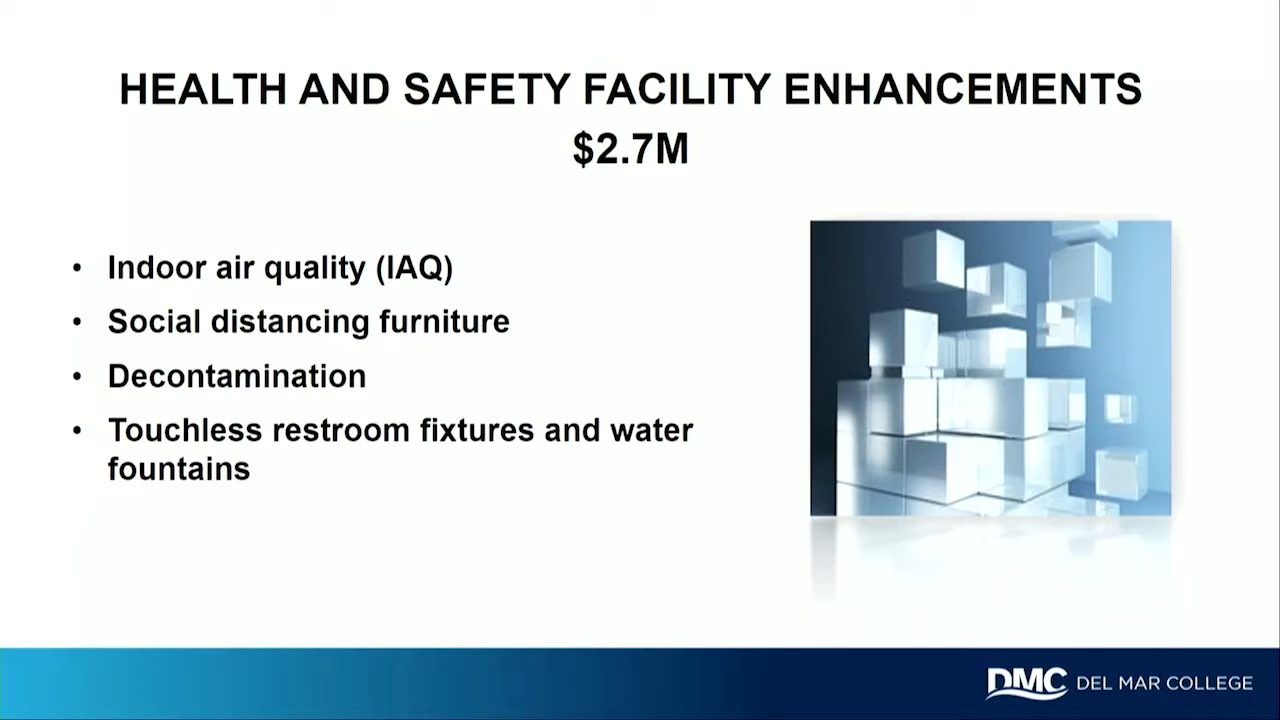 HEALTH AND SAFETY FACILITY ENHANCEMENTS
$2.7M
• Indoor air quality (IAQ)
• Social distancing furniture
• Decontamination
• Touchless restroom fixtures and water
fountains
DMC DEL MAR COLLEGE